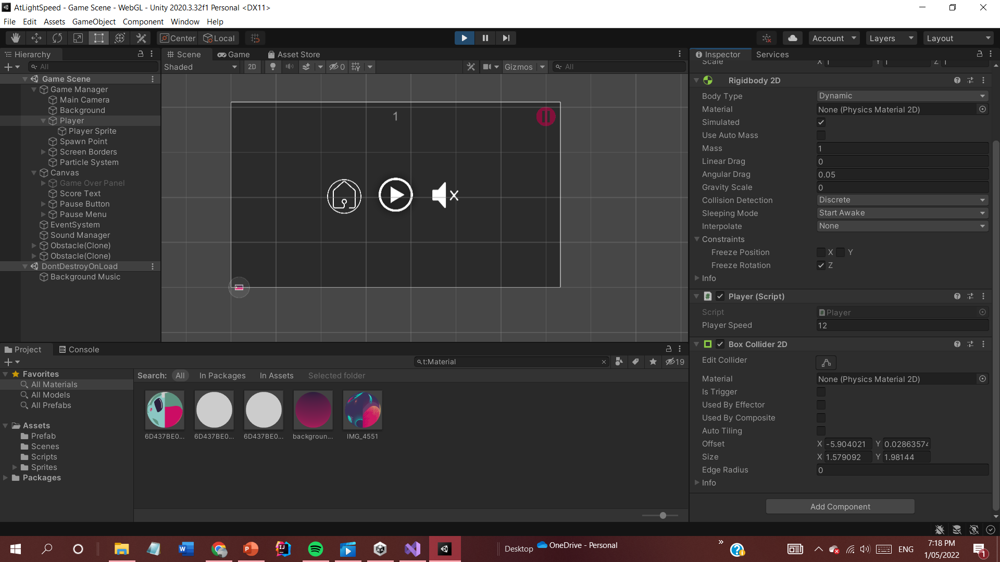 AtLightSpeed - Game Scene - WebGL - Unity 2020.3.32f1 Personal <DX11>
File Edit Assets GameObject Component Window Help
Center Local Account Layers Layout
Hierarchy
All
Game Scene
Game Manager
Main Camera
Background
Player
Player Sprite
Spawn Point
Screen Borders
Particle System
Canvas
Game Over Panel
Score Text
Pause Button
Pause Menu
EventSystem
Sound Manager
Obstacle(Clone)
Obstacle(Clone)
DontDestroyOnLoad
Background Music
Scene Game Asset Store
Shaded 2D 0 Gizmos All
1
Inspector Services
Scale X 1 Y 1 Z 1
Rigidbody 2D
Body Type Dynamic
Material None (Physics Material 2D)
Simulated
Use Auto Mass
Mass 1
Linear Drag 0
Angular Drag 0.05
Gravity Scale 0
Collision Detection Discrete
Sleeping Mode Start Awake
Interpolate None
Constraints
Freeze Position X Y
Freeze Rotation Z
Info
Player (Script)
Script Player
Player Speed 12
Box Collider 2D
Edit Collider
Material None (Physics Material 2D)
Is Trigger
Used By Effector
Used By Composite
Auto Tiling
Offset X -5.904021 Y 0.0286357
Size X 1.579092 Y 1.98144
Edge Radius 0
Info
Add Component
Project Console
t:Material 19
Favorites
All Materials
All Models
All Prefabs
Assets
Prefab
Scenes
Scripts
Sprites
Packages
Search: All In Packages In Assets Selected folder
6D437BE0... 6D437BE0... 6D437BE0... backgroun... IMG_4551
Desktop OneDrive - Personal
ENG
7:18 PM
1/05/2022
1